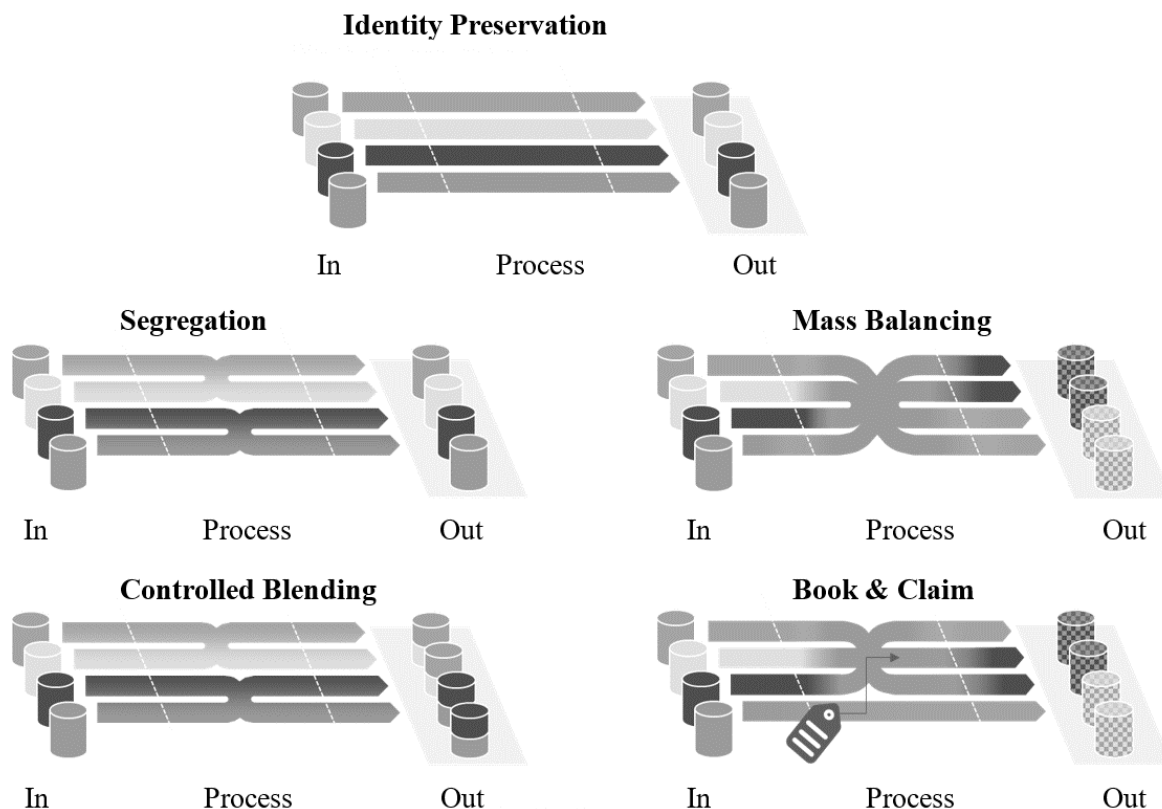 Identity Preservation
In Process Out
Segregation
In Process Out
Mass Balancing
In Process Out
Controlled Blending
In Process Out
Book & Claim
In Process Out